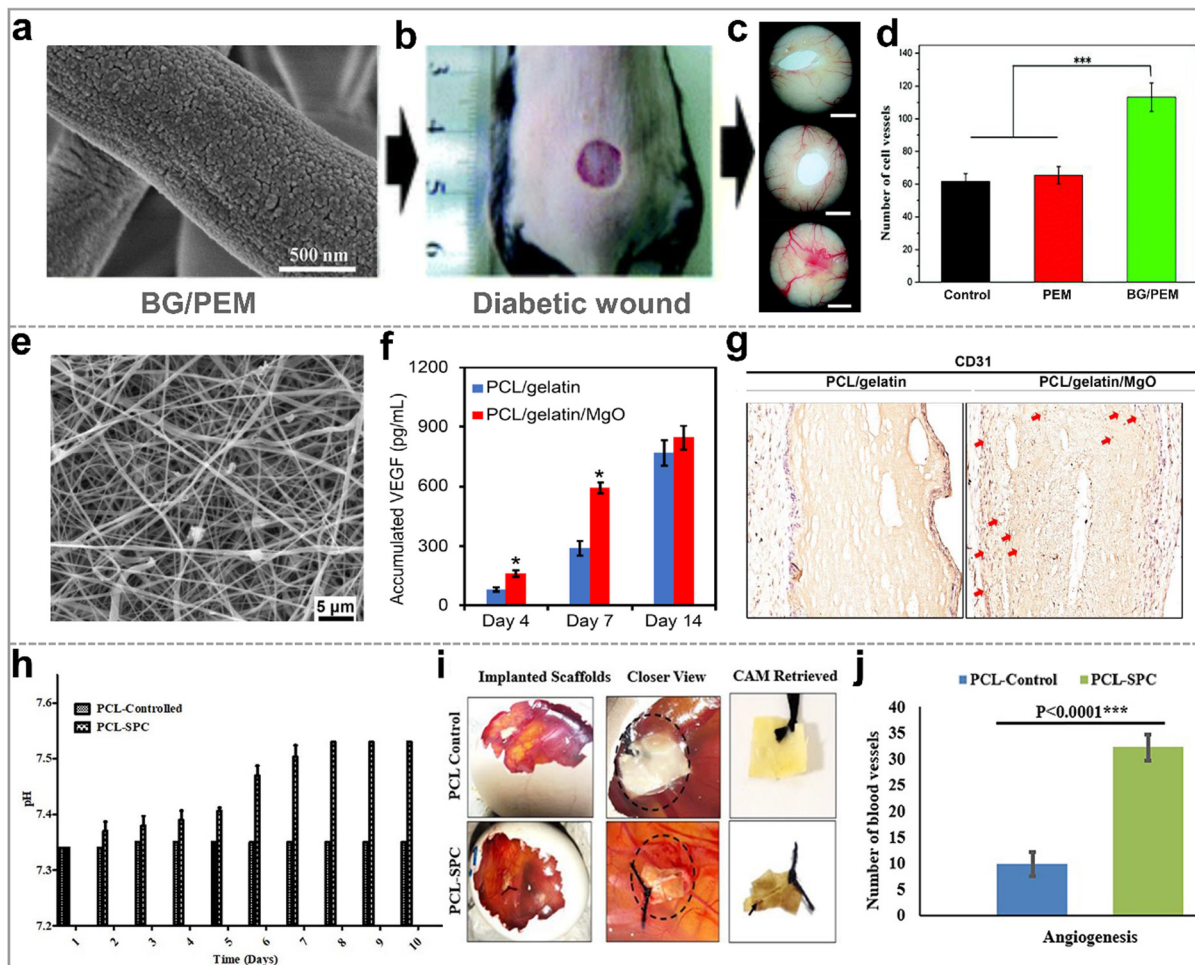 a
b
c
d
500 nm
BG/PEM
3
4
5
6
Diabetic wound
Number of cell vessels
140
120
100
80
60
40
20
0
***
Control
PEM
BG/PEM
e
f
g
5 μm
Accumulated VEGF (pg/mL)
1200
900
600
300
0
PCL/gelatin
PCL/gelatin/MgO
*
*
Day 4
Day 7
Day 14
CD31
PCL/gelatin
PCL/gelatin/MgO
h
i
j
pH
7.6
7.5
7.4
7.3
7.2
PCL-Controlled
PCL-SPC
1
2
3
4
5
6
7
8
9
10
Time (Days)
Implanted Scaffolds
Closer View
CAM Retrieved
PCL Control
PCL-SPC
PCL-Control
PCL-SPC
P<0.0001***
Number of blood vessels
40
35
30
25
20
15
10
5
0
Angiogenesis